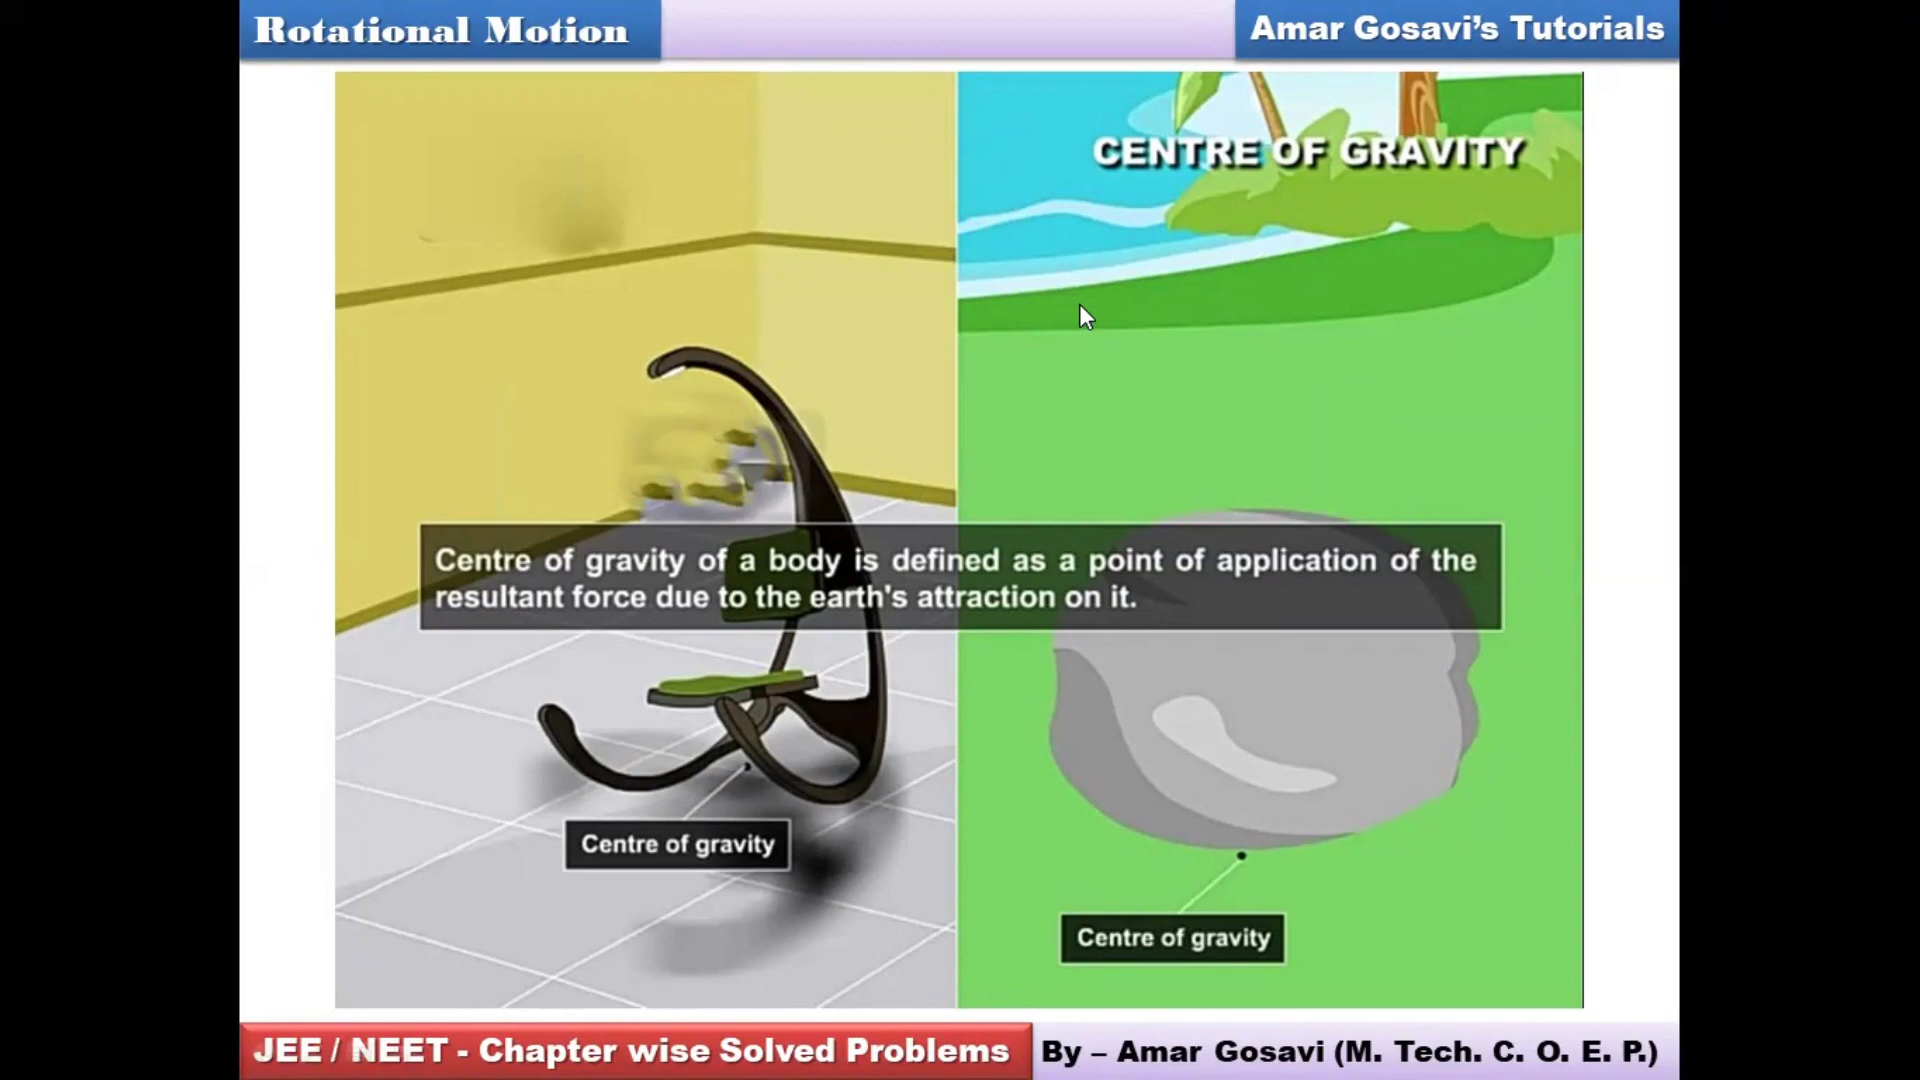 Rotational Motion
Amar Gosavi's Tutorials
CENTRE OF GRAVITY
Centre of gravity of a body is defined as a point of application of the
resultant force due to the earth's attraction on it.
Centre of gravity
Centre of gravity
JEE / NEET - Chapter wise Solved Problems
By – Amar Gosavi (M. Tech. C. O. E. P.)